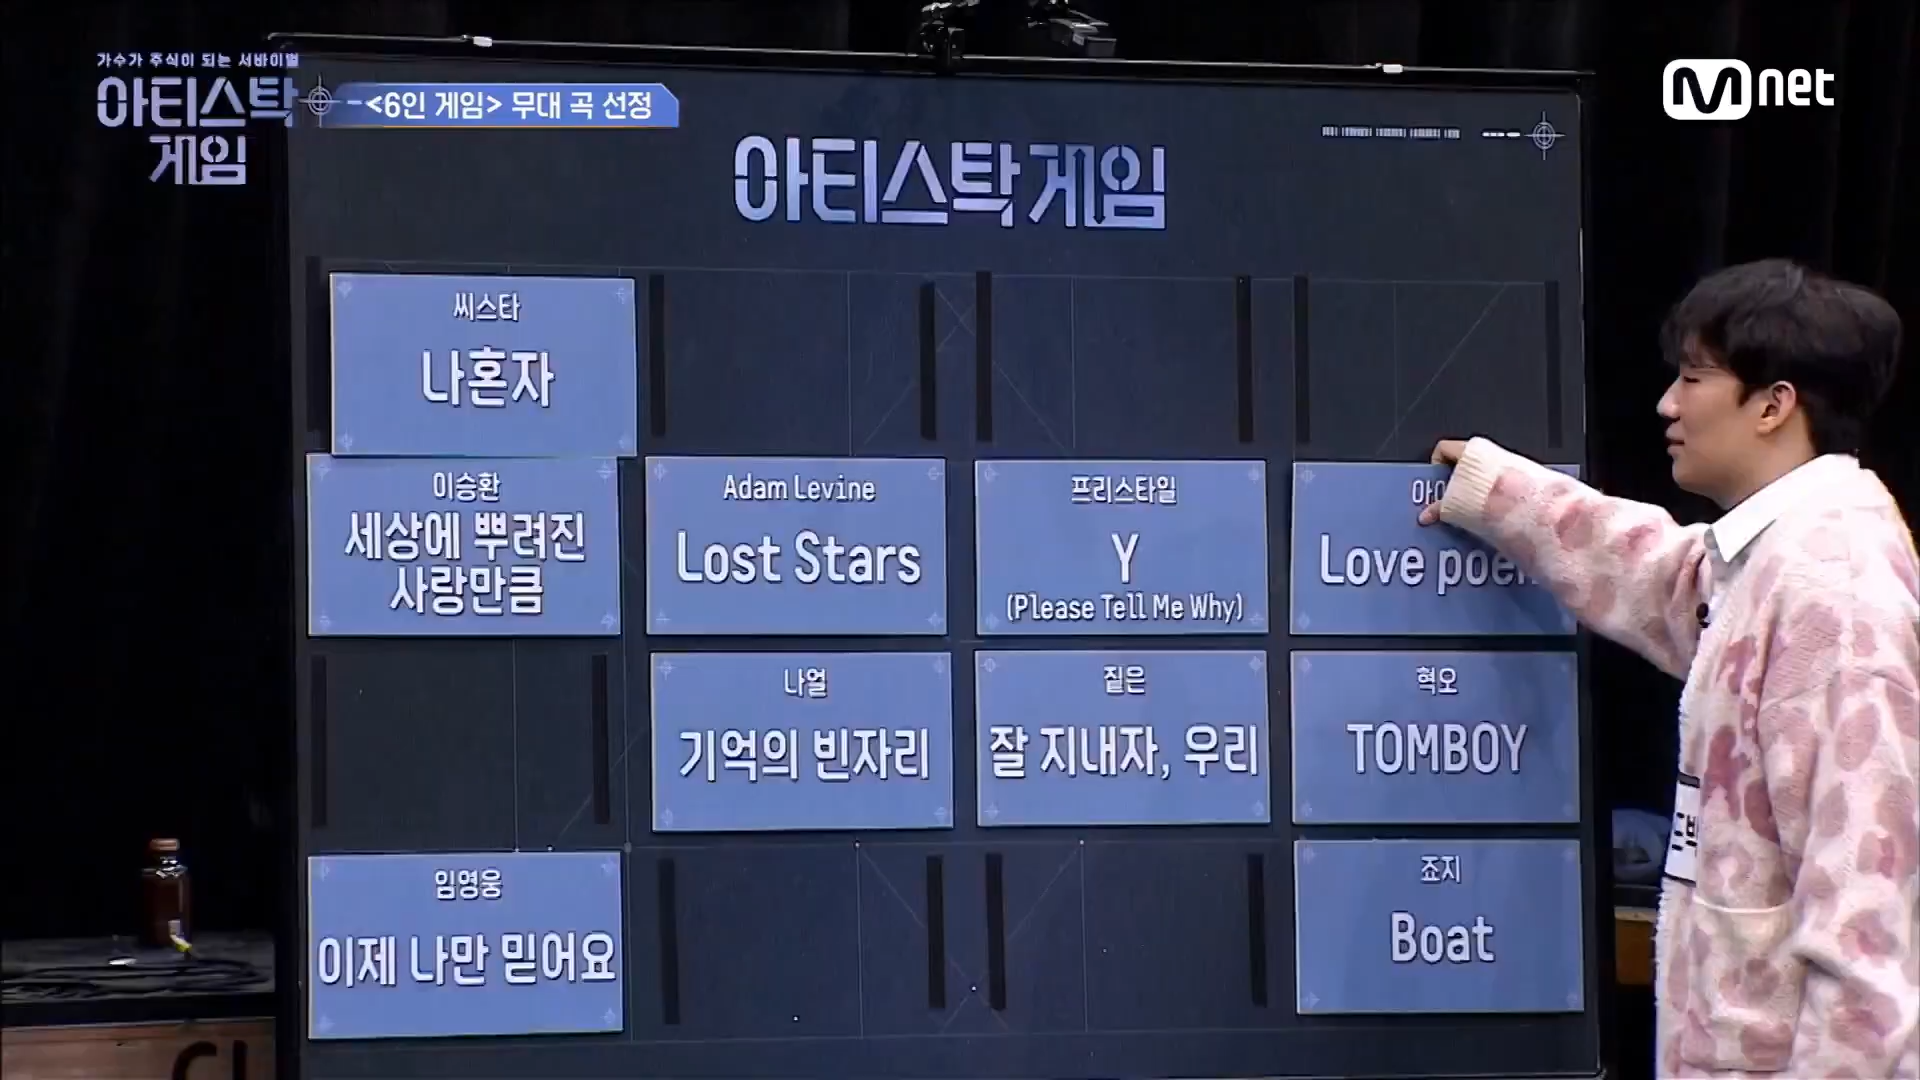 가수가 주식이 되는 서바이벌
아티스탁
게임
<6인 게임> 무대 곡 선정
Mnet
아티스탁 게임
씨스타
나혼자
이승환
세상에 뿌려진
사랑만큼
Adam Levine
Lost Stars
프리스타일
Y
(Please Tell Me Why)
Love
나얼
기억의 빈자리
짙은
잘 지내자, 우리
혁오
TOMBOY
임영웅
이제 나만 믿어요
죠지
Boat